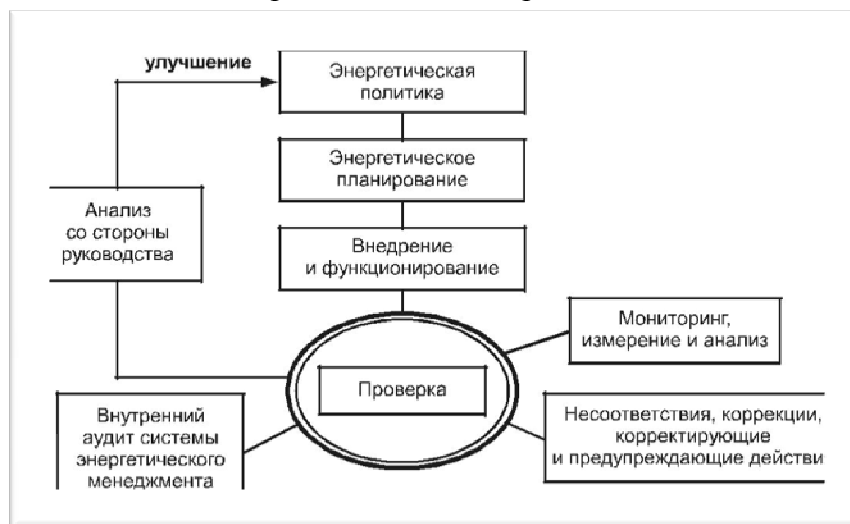 улучшение
Энергетическая
политика
Энергетическое
планирование
Анализ
со стороны
руководства
Внедрение
и функционирование
Мониторинг,
измерение и анализ
Проверка
Внутренний
аудит системы
энергетического
менеджмента
Несоответствия, коррекции,
корректирующие
и предупреждающие действи